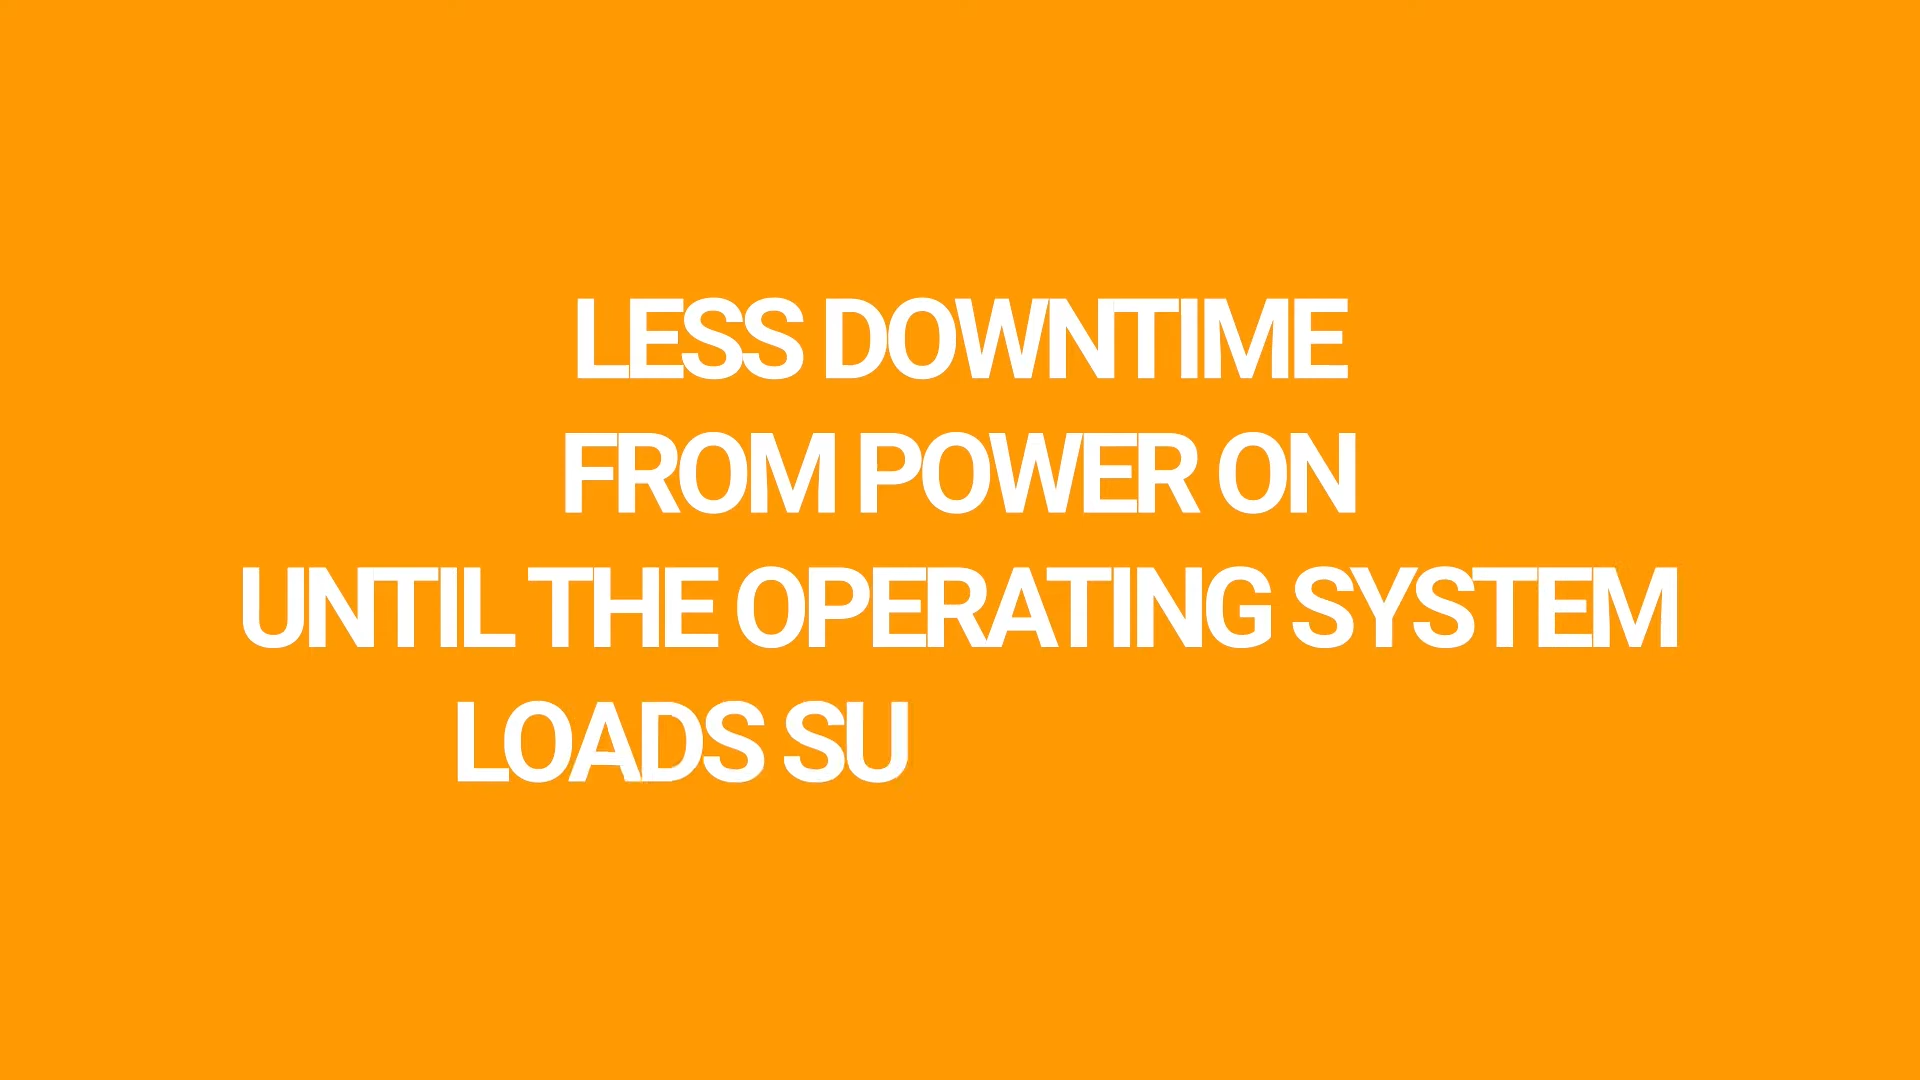 LESS DOWNTIME
FROM POWER ON
UNTIL THE OPERATING SYSTEM
LOADS SU